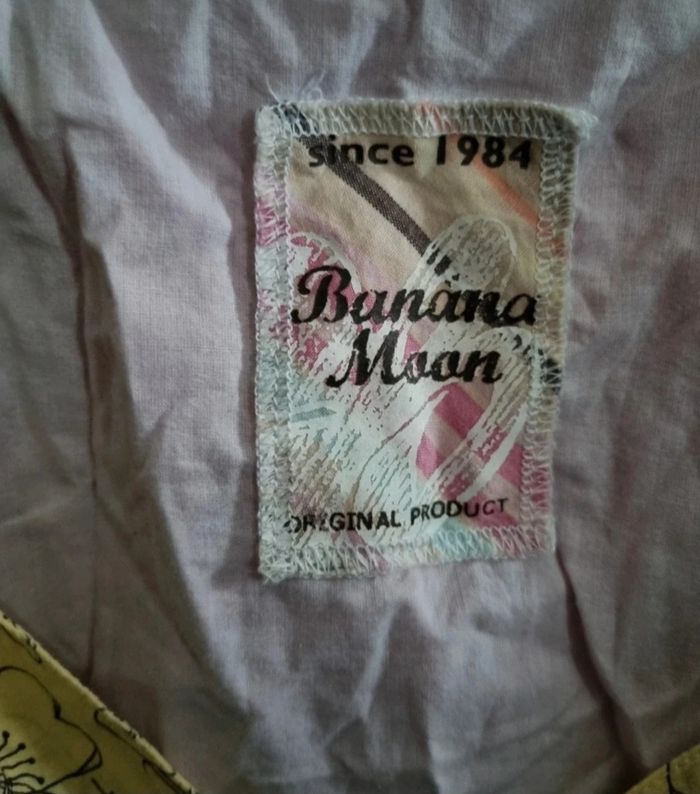 since 1984
Banana
Moon
ORIGINAL PRODUCT